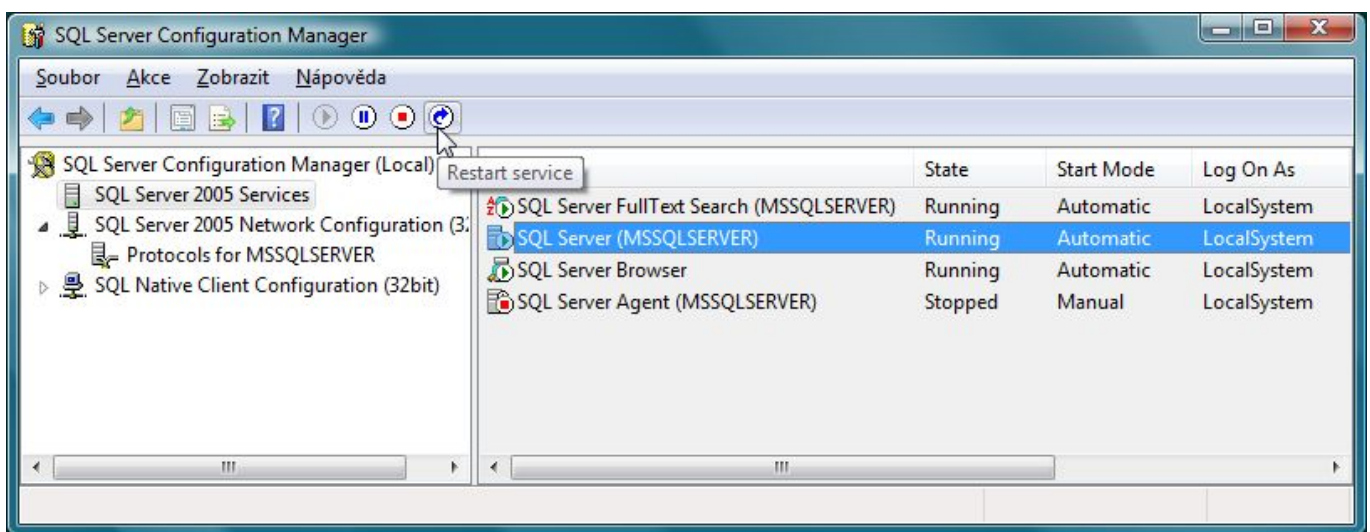 SQL Server Configuration Manager
Soubor Akce Zobrazit Nápověda
SQL Server Configuration Manager (Local)
SQL Server 2005 Services
SQL Server 2005 Network Configuration (32
Protocols for MSSQLSERVER
SQL Native Client Configuration (32bit)
Restart service
State Start Mode Log On As
SQL Server FullText Search (MSSQLSERVER) Running Automatic LocalSystem
SQL Server (MSSQLSERVER) Running Automatic LocalSystem
SQL Server Browser Running Automatic LocalSystem
SQL Server Agent (MSSQLSERVER) Stopped Manual LocalSystem